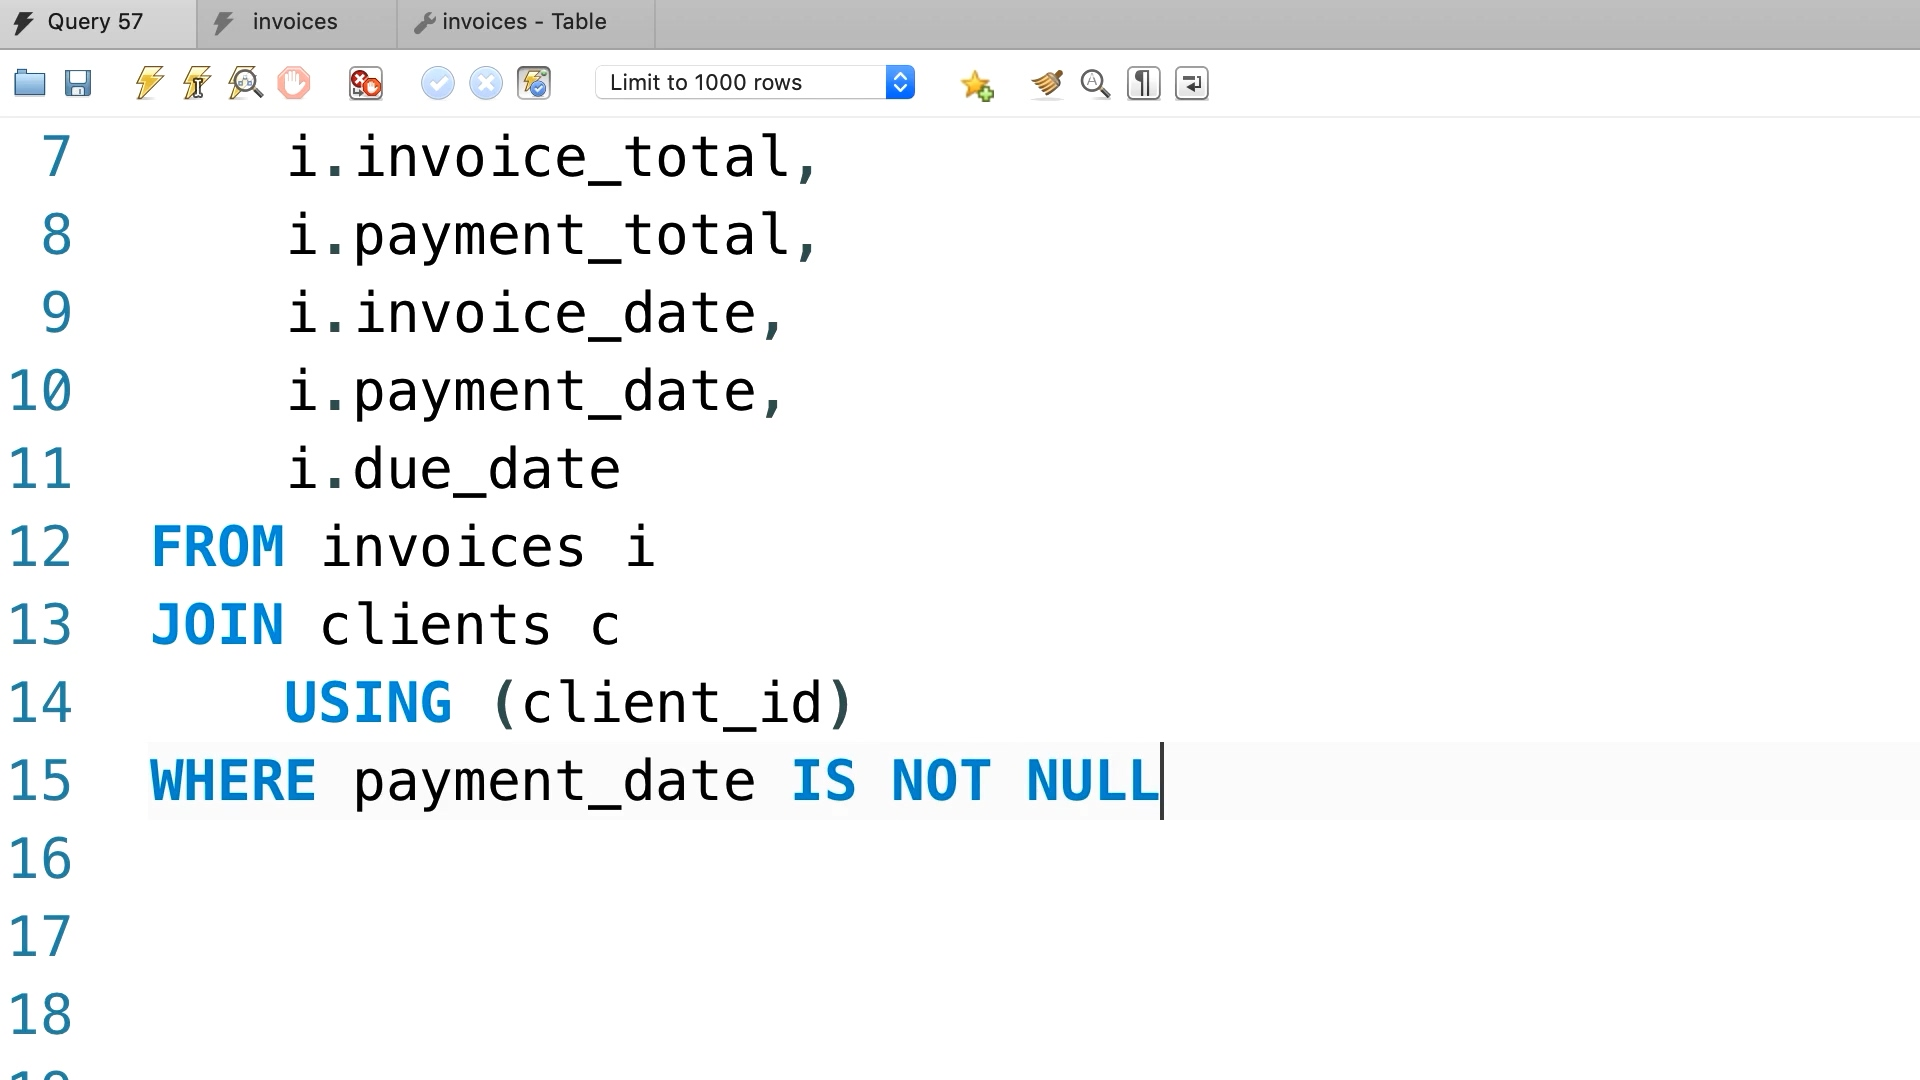 Query 57 invoices invoices - Table
Limit to 1000 rows
7 i.invoice_total,
8 i.payment_total,
9 i.invoice_date,
10 i.payment_date,
11 i.due_date
12 FROM invoices i
13 JOIN clients c
14 USING (client_id)
15 WHERE payment_date IS NOT NULL
16
17
18